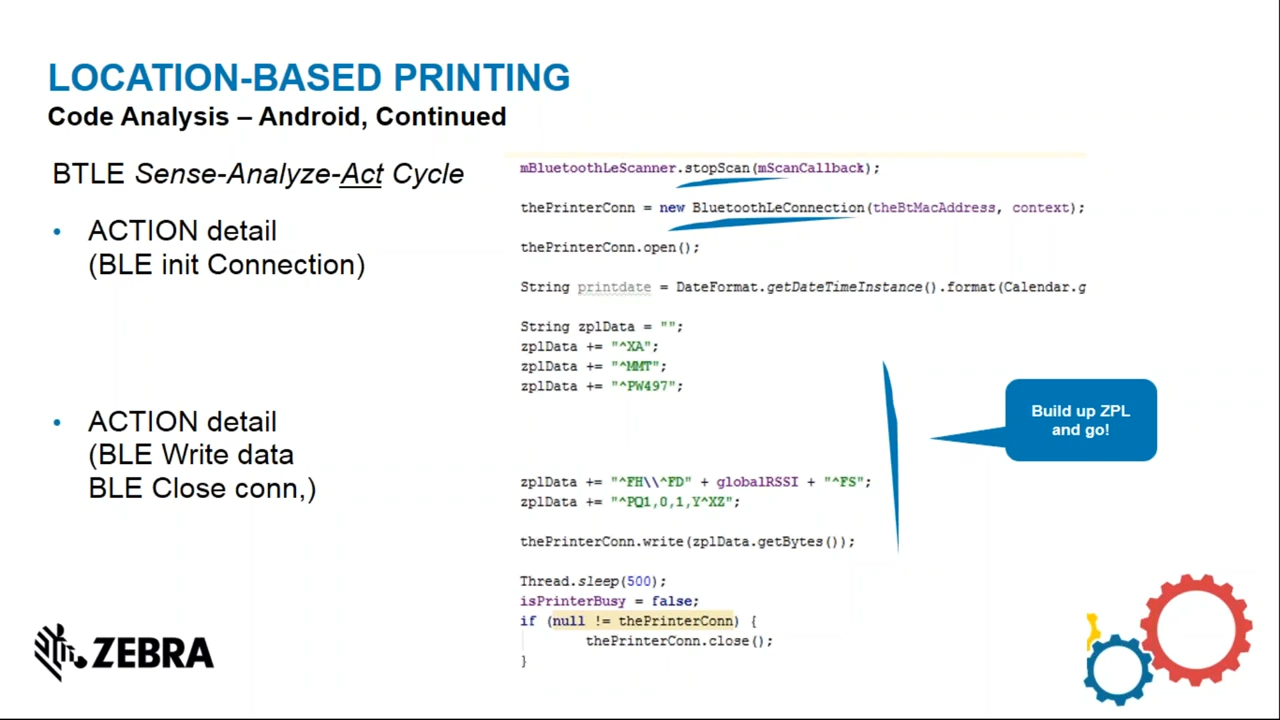 LOCATION-BASED PRINTING
Code Analysis – Android, Continued
BTLE Sense-Analyze-Act Cycle
• ACTION detail
(BLE init Connection)
• ACTION detail
(BLE Write data
BLE Close conn,)
mBluetoothLeScanner.stopScan(mScanCallback);
thePrinterConn = new BluetoothLeConnection(theBtMacAddress, context);
thePrinterConn.open();
String printdate = DateFormat.getDateTimeInstance().format(Calendar.g
String zplData = "";
zplData += "^XA";
zplData += "^MMT";
zplData += "^PW497";
zplData += "^FH\\^FD" + globalRSSI + "^FS";
zplData += "^PQ1,0,1,Y^XZ";
thePrinterConn.write(zplData.getBytes());
Thread.sleep(500);
isPrinterBusy = false;
if (null != thePrinterConn) {
thePrinterConn.close();
}
Build up ZPL
and go!
ZEBRA